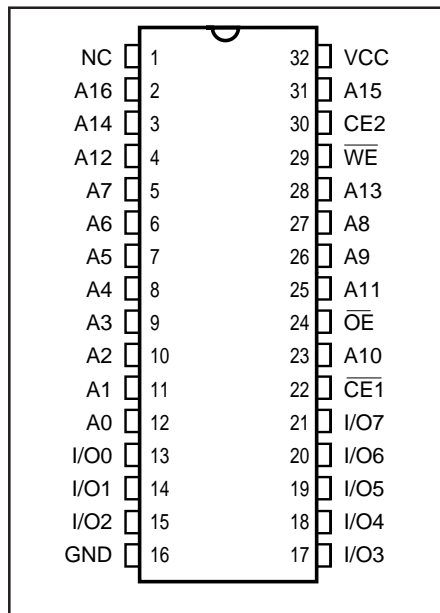 NC 1 32 VCC
A16 2 31 A15
A14 3 30 CE2
A12 4 29 W̅E̅
A7 5 28 A13
A6 6 27 A8
A5 7 26 A9
A4 8 25 A11
A3 9 24 O̅E̅
A2 10 23 A10
A1 11 22 C̅E̅1̅
A0 12 21 I/O7
I/O0 13 20 I/O6
I/O1 14 19 I/O5
I/O2 15 18 I/O4
GND 16 17 I/O3